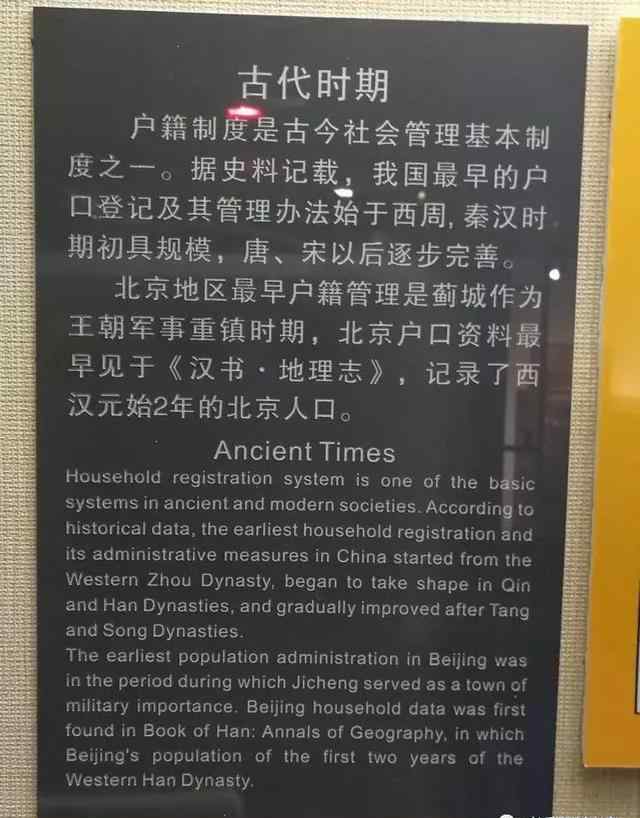 古代时期
户籍制度是古今社会管理基本制
度之一。据史料记载，我国最早的户
口登记及其管理办法始于西周,秦汉时
期初具规模，唐、宋以后逐步完善。
北京地区最早户籍管理是蓟城作为
王朝军事重镇时期，北京户口资料最
早见于《汉书·地理志》，记录了西
汉元始2年的北京人口。
Ancient Times
Household registration system is one of the basic
systems in ancient and modern societies. According to
historical data, the earliest household registration and
its administrative measures in China started from the
Western Zhou Dynasty, began to take shape in Qin
and Han Dynasties, and gradually improved after Tang
and Song Dynasties.
The earliest population administration in Beijing was
in the period during which Jicheng served as a town of
military importance. Beijing household data was first
found in Book of Han: Annals of Geography, in which
Beijing's population of the first two years of the
Western Han Dynasty.